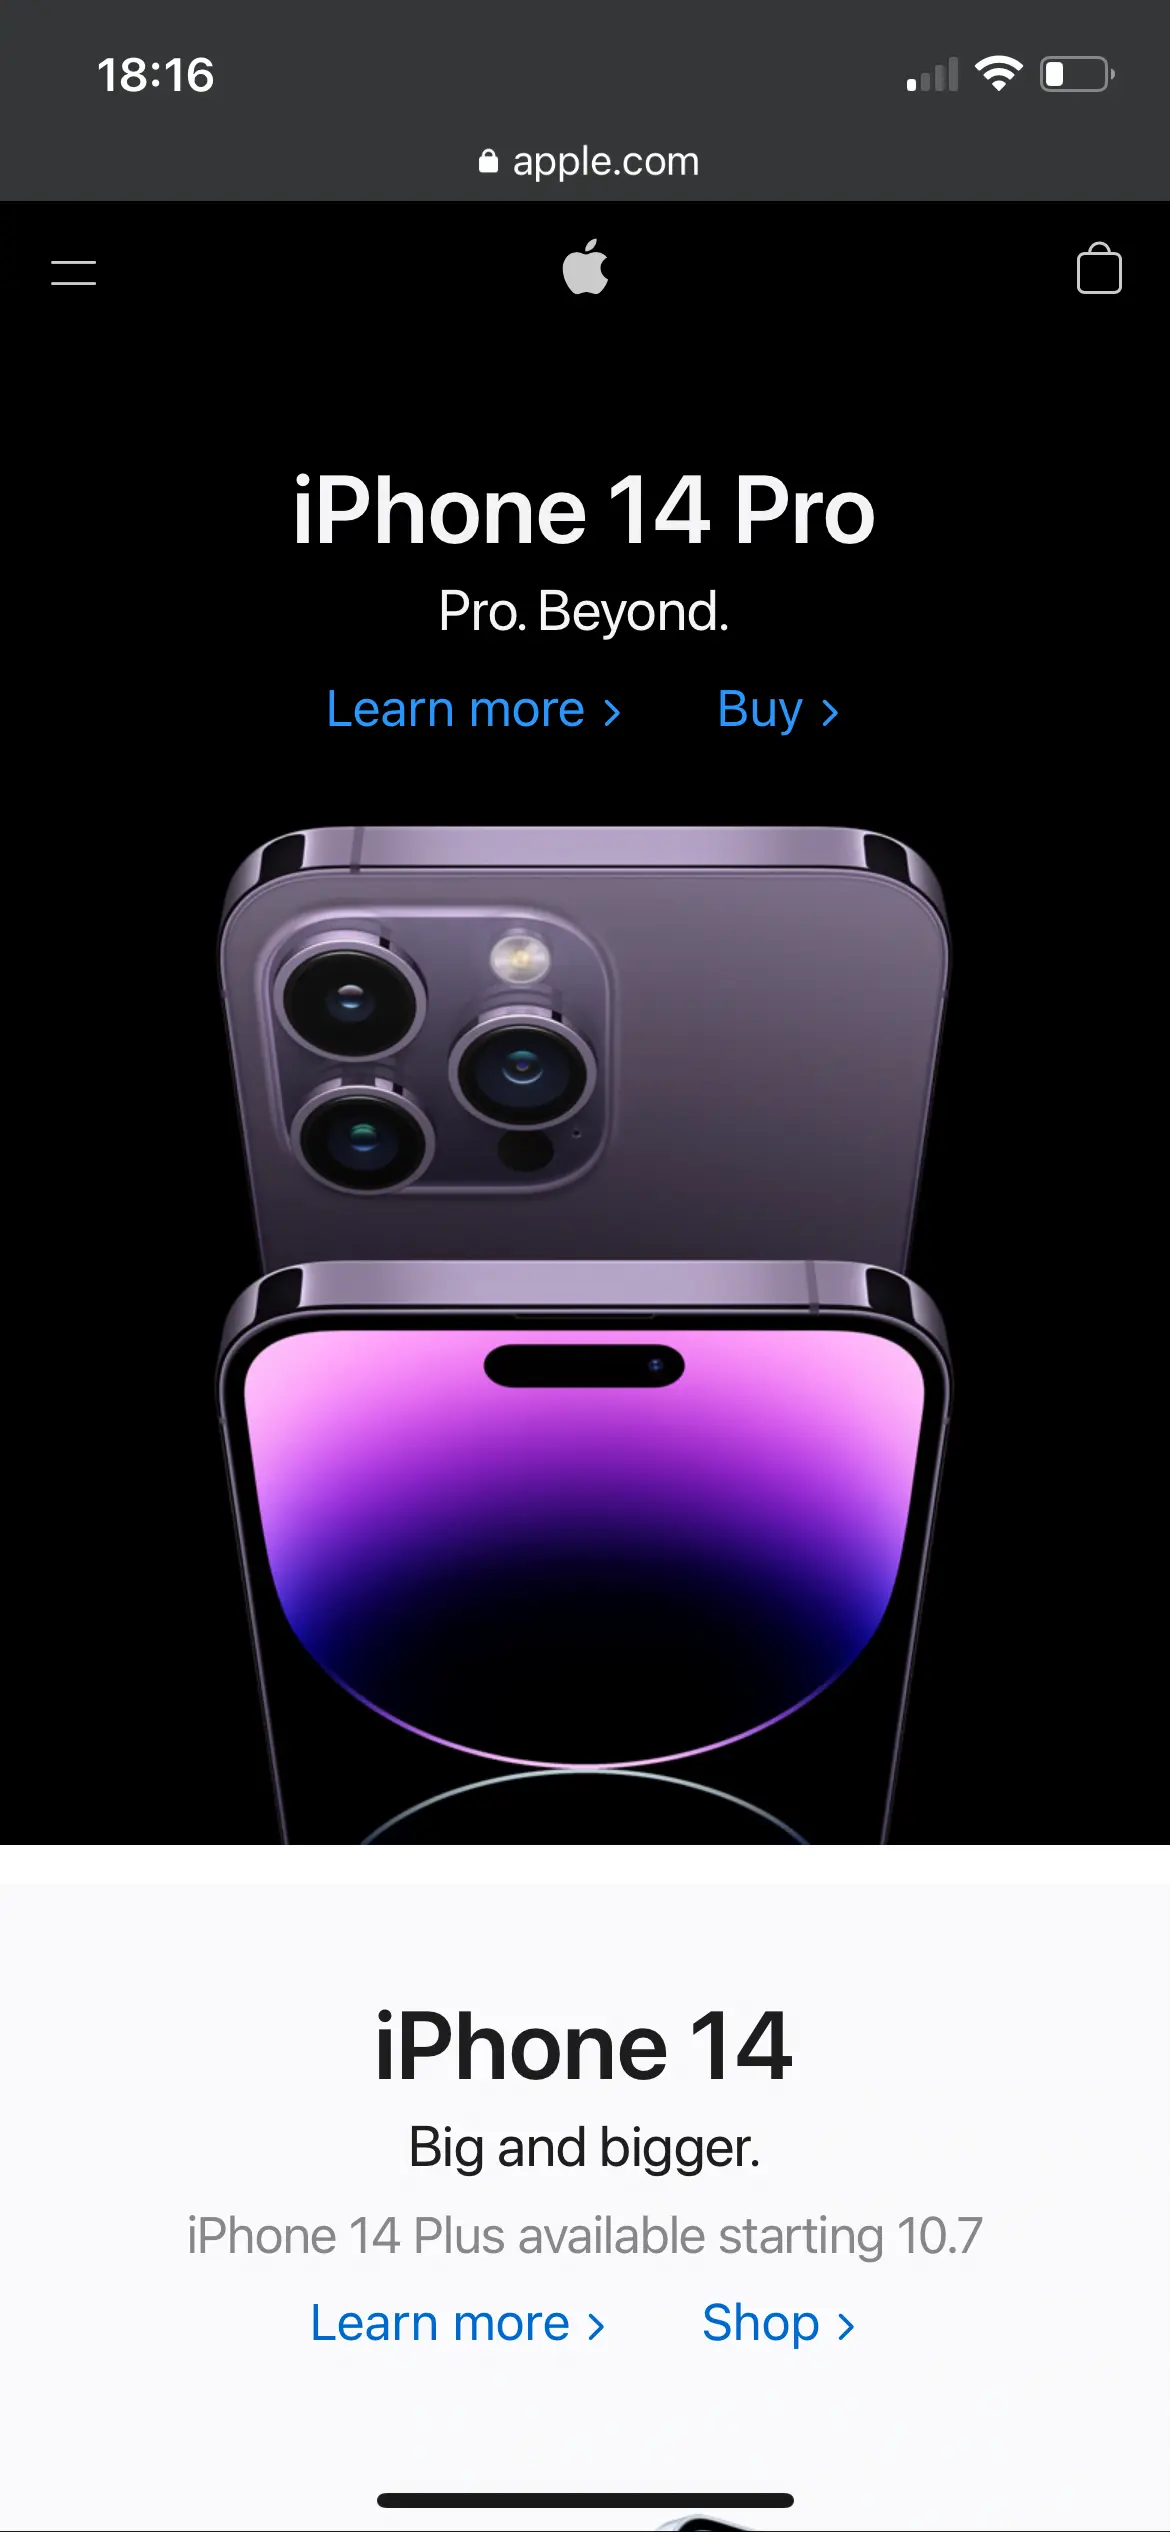 18:16
apple.com
iPhone 14 Pro
Pro. Beyond.
Learn more > Buy >
iPhone 14
Big and bigger.
iPhone 14 Plus available starting 10.7
Learn more > Shop >